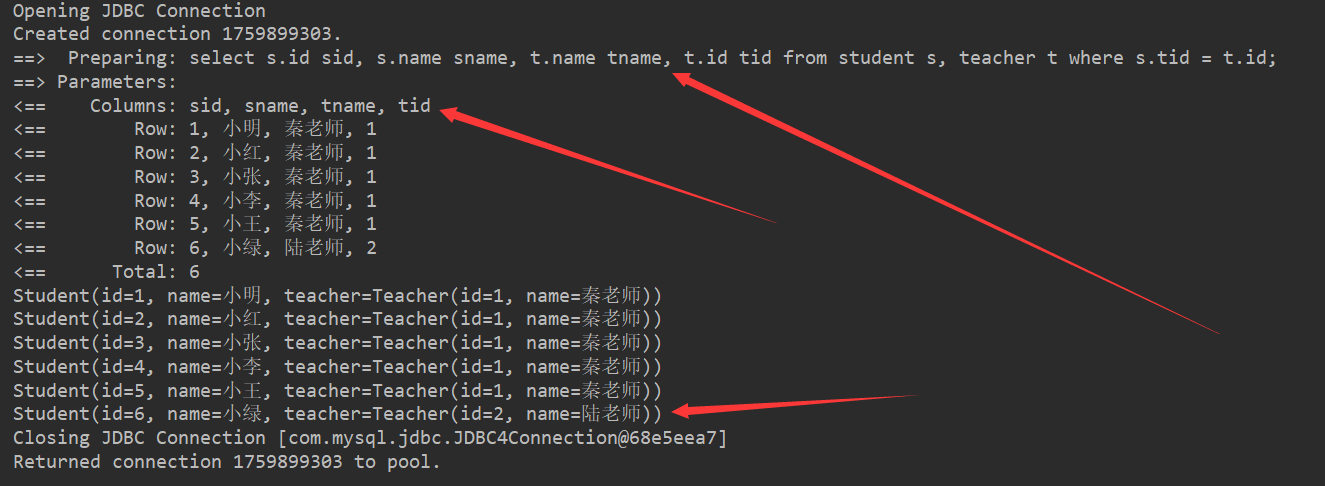 Opening JDBC Connection
Created connection 1759899303.
==>  Preparing: select s.id sid, s.name sname, t.name tname, t.id tid from student s, teacher t where s.tid = t.id;
==> Parameters:
<==    Columns: sid, sname, tname, tid
<==        Row: 1, 小明, 秦老师, 1
<==        Row: 2, 小红, 秦老师, 1
<==        Row: 3, 小张, 秦老师, 1
<==        Row: 4, 小李, 秦老师, 1
<==        Row: 5, 小王, 秦老师, 1
<==        Row: 6, 小绿, 陆老师, 2
<==      Total: 6
Student(id=1, name=小明, teacher=Teacher(id=1, name=秦老师))
Student(id=2, name=小红, teacher=Teacher(id=1, name=秦老师))
Student(id=3, name=小张, teacher=Teacher(id=1, name=秦老师))
Student(id=4, name=小李, teacher=Teacher(id=1, name=秦老师))
Student(id=5, name=小王, teacher=Teacher(id=1, name=秦老师))
Student(id=6, name=小绿, teacher=Teacher(id=2, name=陆老师))
Closing JDBC Connection [com.mysql.jdbc.JDBC4Connection@68e5eea7]
Returned connection 1759899303 to pool.